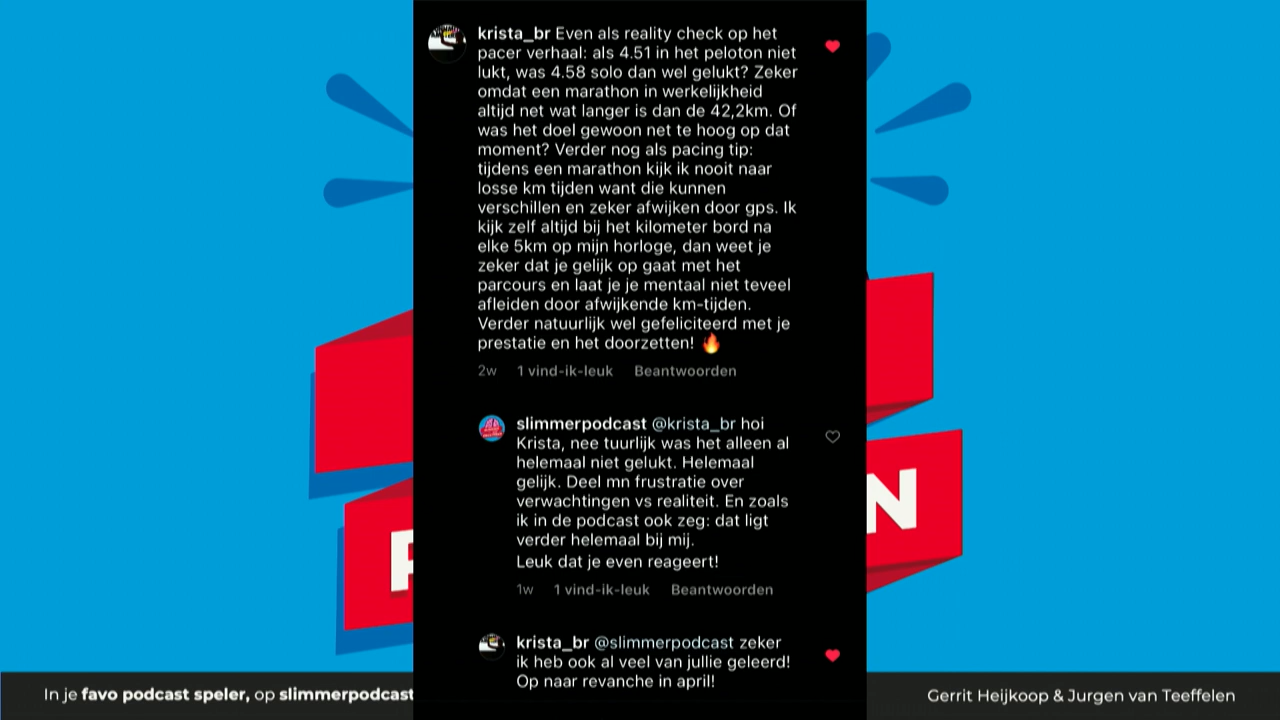 krista_br Even als reality check op het
pacer verhaal: als 4.51 in het peloton niet
lukt, was 4.58 solo dan wel gelukt? Zeker
omdat een marathon in werkelijkheid
altijd net wat langer is dan de 42,2km. Of
was het doel gewoon net te hoog op dat
moment? Verder nog als pacing tip:
tijdens een marathon kijk ik nooit naar
losse km tijden want die kunnen
verschillen en zeker afwijken door gps. Ik
kijk zelf altijd bij het kilometer bord na
elke 5km op mijn horloge, dan weet je
zeker dat je gelijk op gaat met het
parcours en laat je je mentaal niet teveel
afleiden door afwijkende km-tijden.
Verder natuurlijk wel gefeliciteerd met je
prestatie en het doorzetten! 🔥
2w 1 vind-ik-leuk Beantwoorden
slimmerpodcast @krista_br hoi
Krista, nee tuurlijk was het alleen al
helemaal niet gelukt. Helemaal
gelijk. Deel mn frustratie over
verwachtingen vs realiteit. En zoals
ik in de podcast ook zeg: dat ligt
verder helemaal bij mij.
Leuk dat je even reageert!
1w 1 vind-ik-leuk Beantwoorden
krista_br @slimmerpodcast zeker
ik heb ook al veel van jullie geleerd!
Op naar revanche in april!
In je favo podcast speler, op slimmerpodcast
Gerrit Heijkoop & Jurgen van Teeffelen